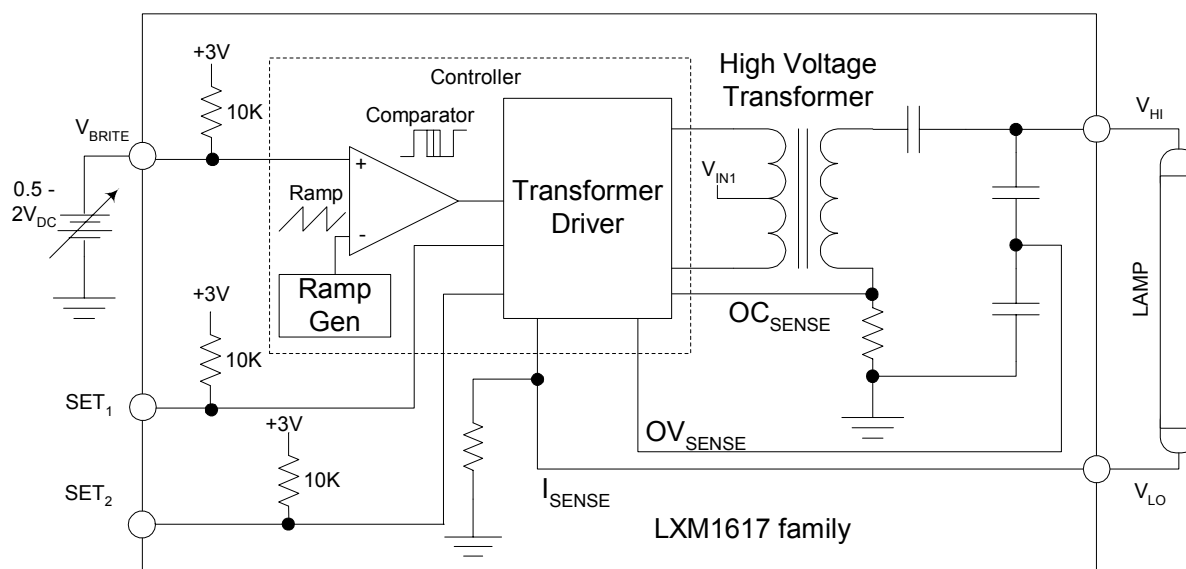 +3V
10K
V_BRITE
0.5 -
2V_DC
Controller
Comparator
+
Ramp
-
Ramp
Gen
Transformer
Driver
High Voltage
Transformer
V_IN1
V_HI
OC_SENSE
LAMP
+3V
10K
SET_1
+3V
10K
SET_2
OV_SENSE
I_SENSE
V_LO
LXM1617 family